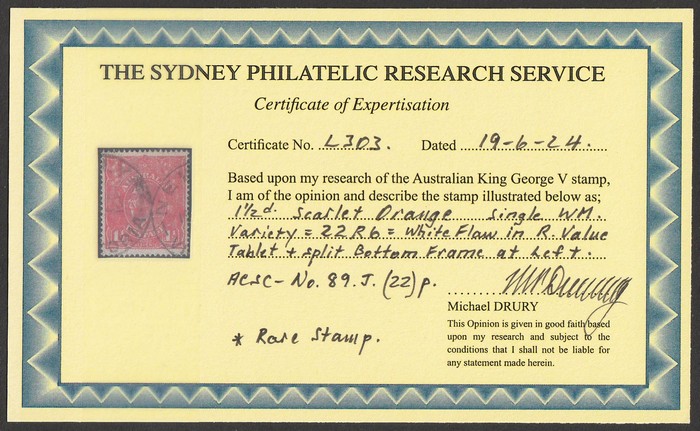 THE SYDNEY PHILATELIC RESEARCH SERVICE
Certificate of Expertisation
Certificate No. L303. Dated 19-6-24.
Based upon my research of the Australian King George V stamp,
I am of the opinion and describe the stamp illustrated below as;
1½d. Scarlet Orange Single WM.
Variety = 22R6 = White Flaw in R. Value
Tablet + split Bottom Frame at Left.
ACSC - No. 89.J. (22)p.
Michael DRURY
* Rare Stamp.
This Opinion is given in good faith based
upon my research and subject to the
conditions that I shall not be liable for
any statement made herein.